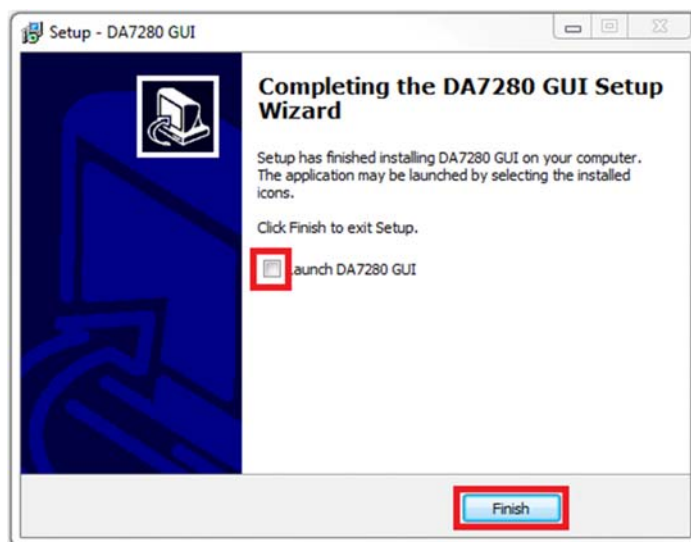 Setup - DA7280 GUI
Completing the DA7280 GUI Setup
Wizard
Setup has finished installing DA7280 GUI on your computer.
The application may be launched by selecting the installed
icons.
Click Finish to exit Setup.
Launch DA7280 GUI
Finish